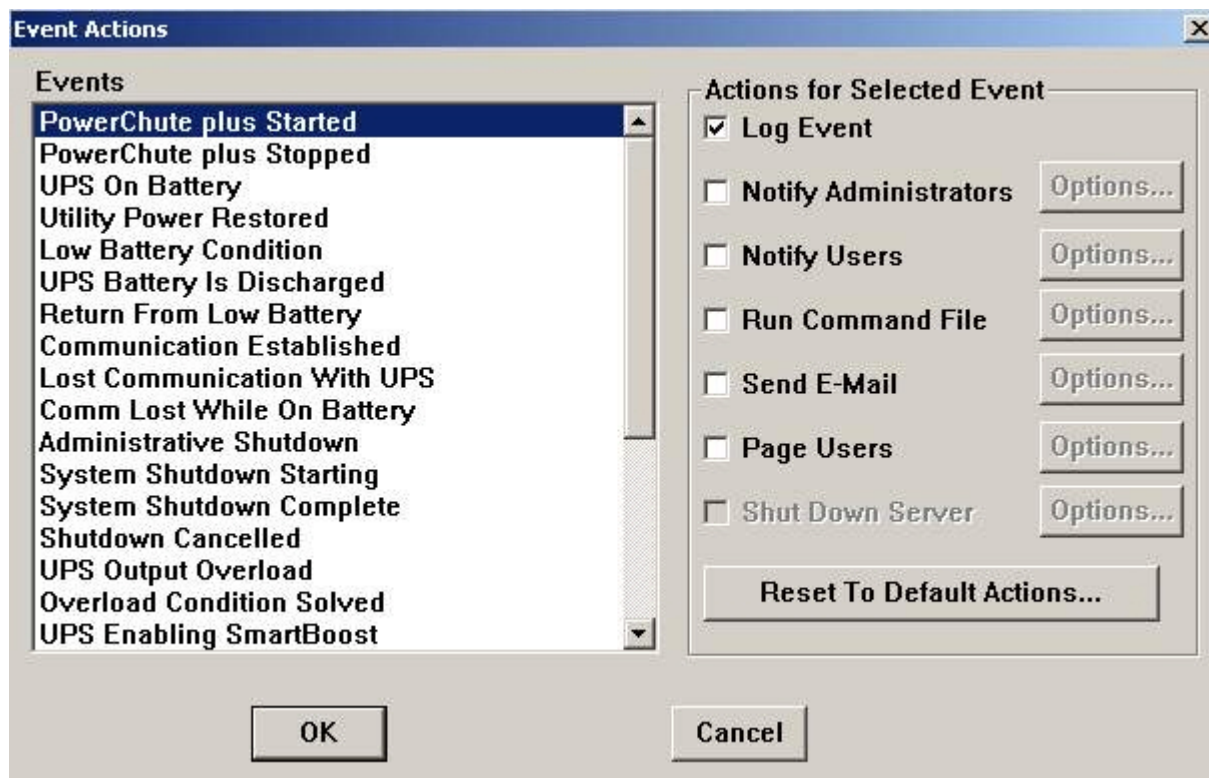 Event Actions
Events
PowerChute plus Started
PowerChute plus Stopped
UPS On Battery
Utility Power Restored
Low Battery Condition
UPS Battery Is Discharged
Return From Low Battery
Communication Established
Lost Communication With UPS
Comm Lost While On Battery
Administrative Shutdown
System Shutdown Starting
System Shutdown Complete
Shutdown Cancelled
UPS Output Overload
Overload Condition Solved
UPS Enabling SmartBoost
Actions for Selected Event
Log Event
Notify Administrators Options...
Notify Users Options...
Run Command File Options...
Send E-Mail Options...
Page Users Options...
Shut Down Server Options...
Reset To Default Actions...
OK Cancel